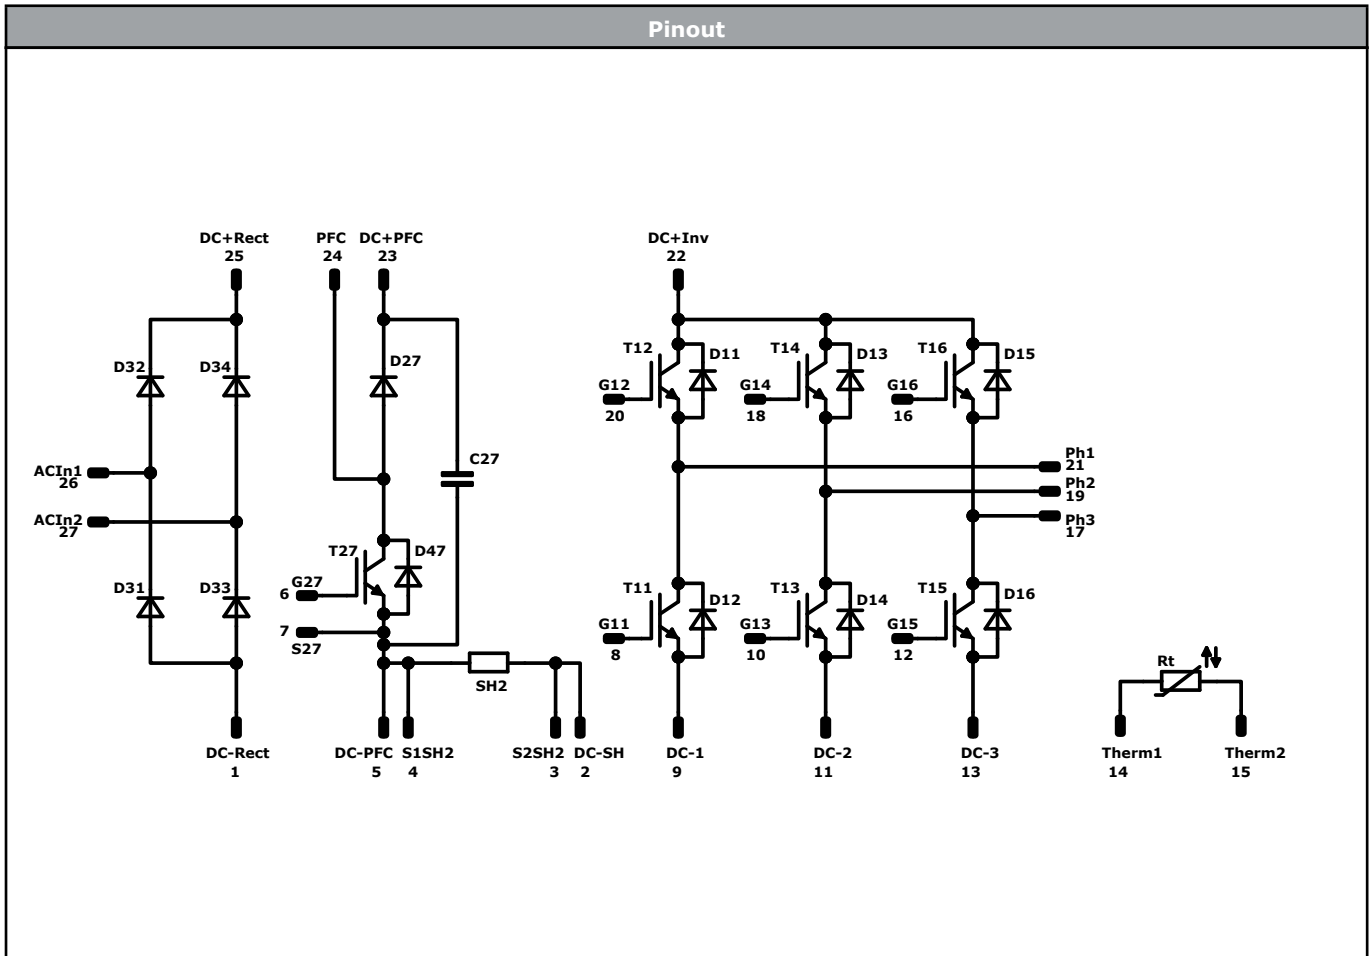 Pinout
DC+Rect
25
PFC
24
DC+PFC
23
DC+Inv
22
D32
D34
D27
T12
D11
T14
D13
T16
D15
G12
20
G14
18
G16
16
ACIn1
26
ACIn2
27
C27
Ph1
21
Ph2
19
Ph3
17
D31
D33
T27
D47
G27
6
7
S27
T11
D12
T13
D14
T15
D16
G11
8
G13
10
G15
12
SH2
Rt
DC-Rect
1
DC-PFC
5
S1SH2
4
S2SH2
3
DC-SH
2
DC-1
9
DC-2
11
DC-3
13
Therm1
14
Therm2
15